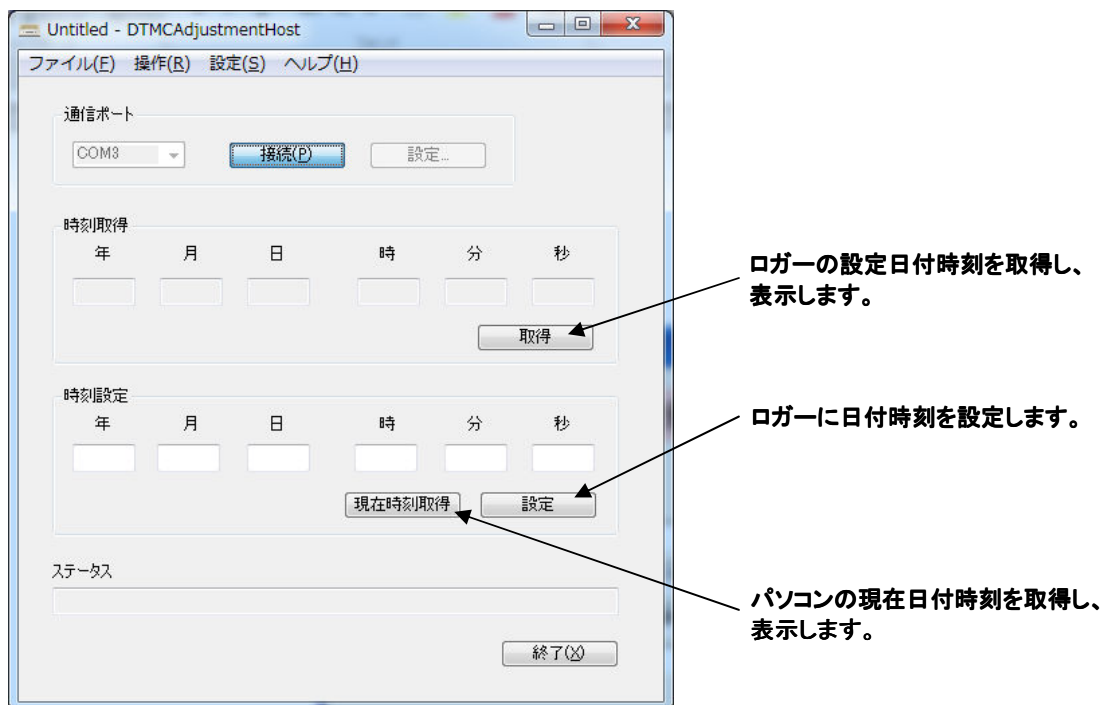 Untitled - DTMCAdjustmentHost
ファイル(F) 操作(R) 設定(S) ヘルプ(H)
通信ポート
COM3 接続(P) 設定...
時刻取得
年 月 日 時 分 秒
ロガーの設定日付時刻を取得し、
表示します。
取得
時刻設定
年 月 日 時 分 秒
ロガーに日付時刻を設定します。
現在時刻取得 設定
ステータス
パソコンの現在日付時刻を取得し、
表示します。
終了(X)